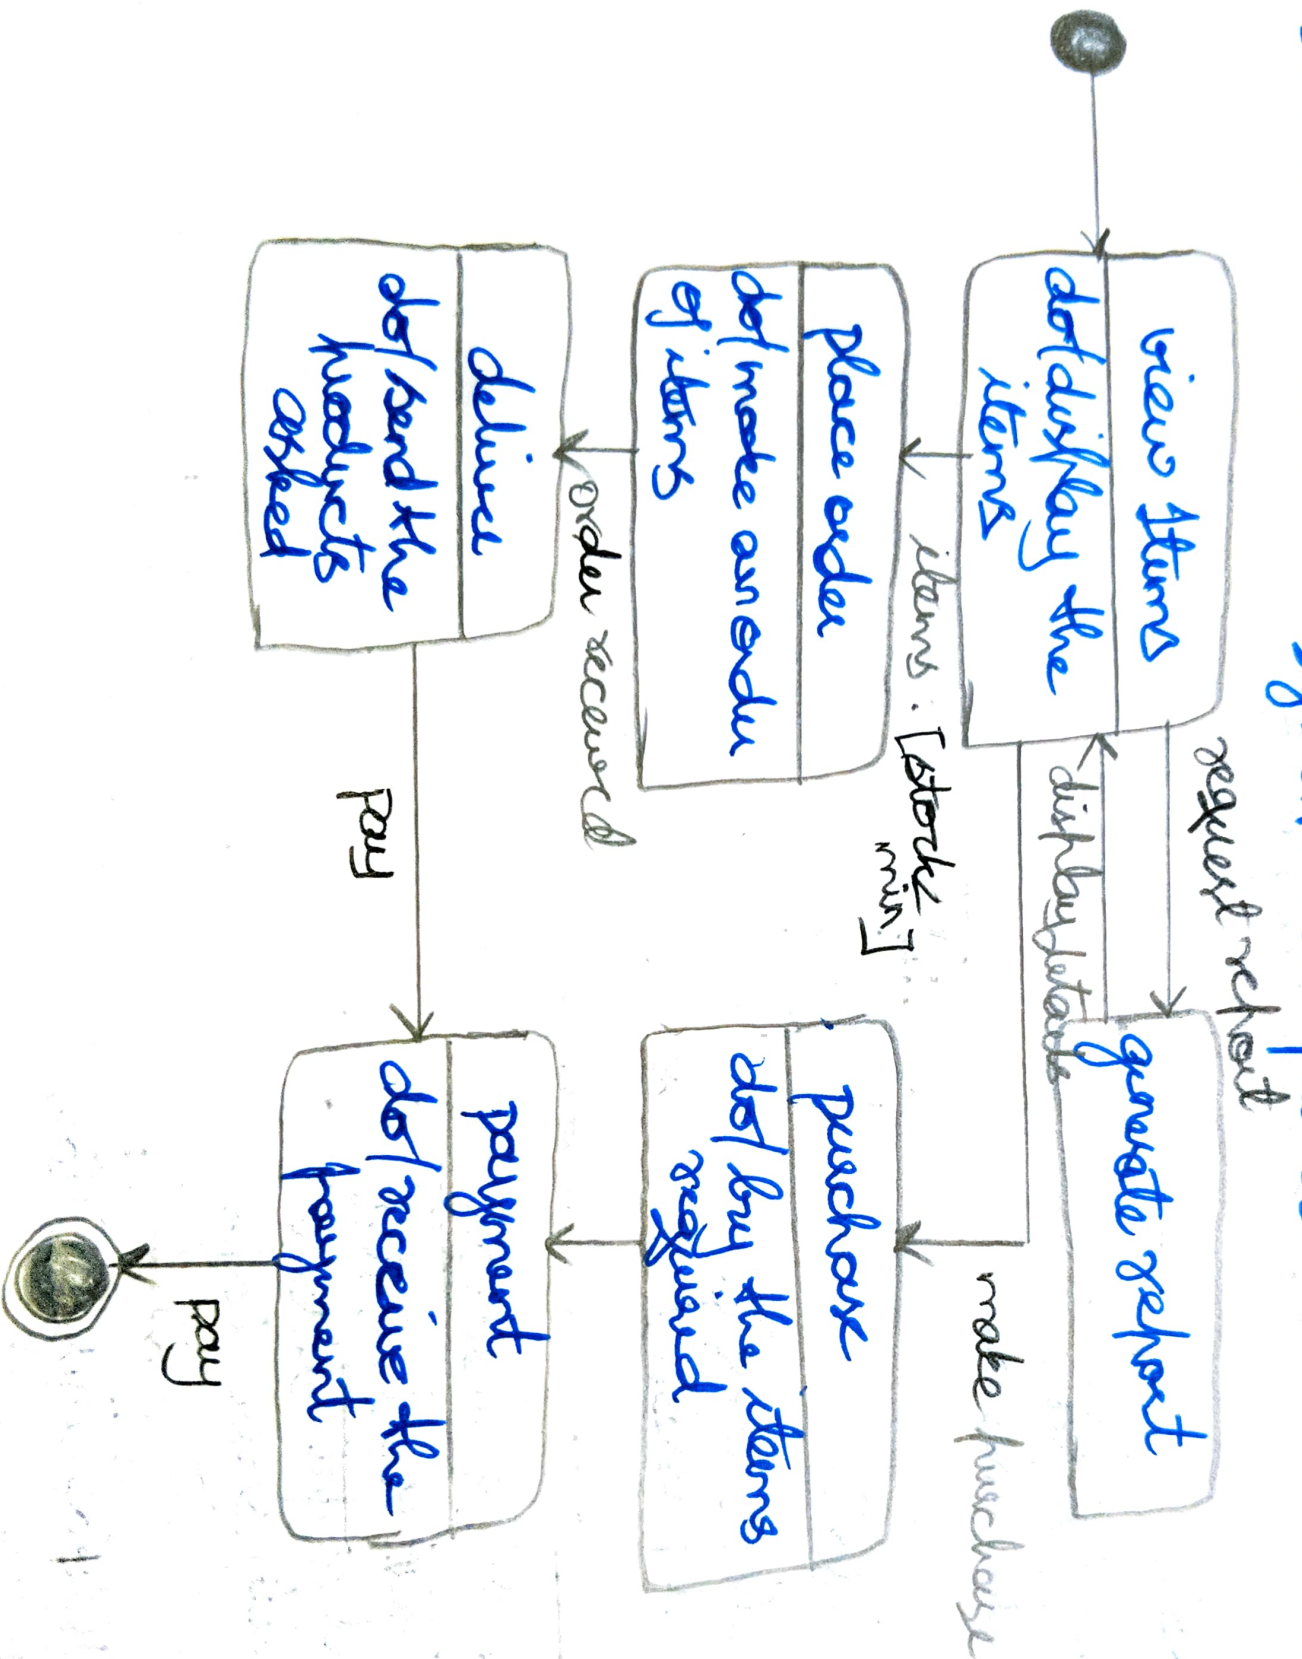 view Items
do/display the
items
request report
generate report
display details
items : [stock <
min]
make purchase
place order
do/make an order
of items
purchase
do/ buy the items
required
order received
deliver
do/send the
products
asked
pay
payment
do/receive the
payment
pay